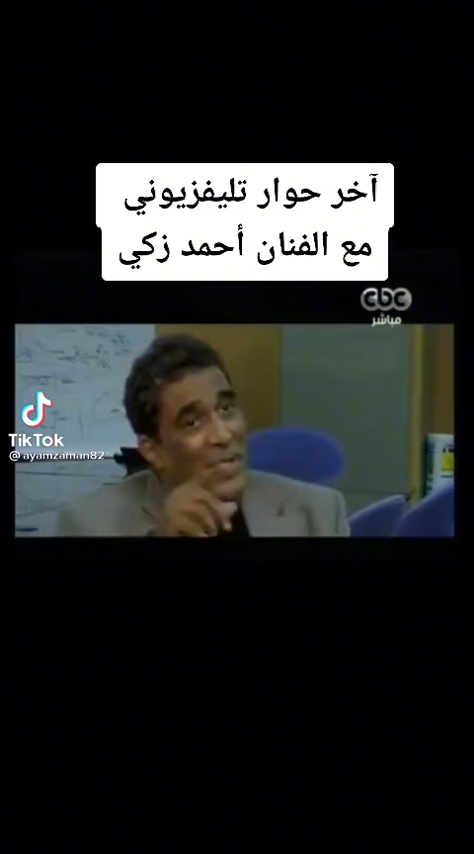 آخر حوار تليفزيوني
مع الفنان أحمد زكي
cbc
مباشر
TikTok
@ayamzaman82